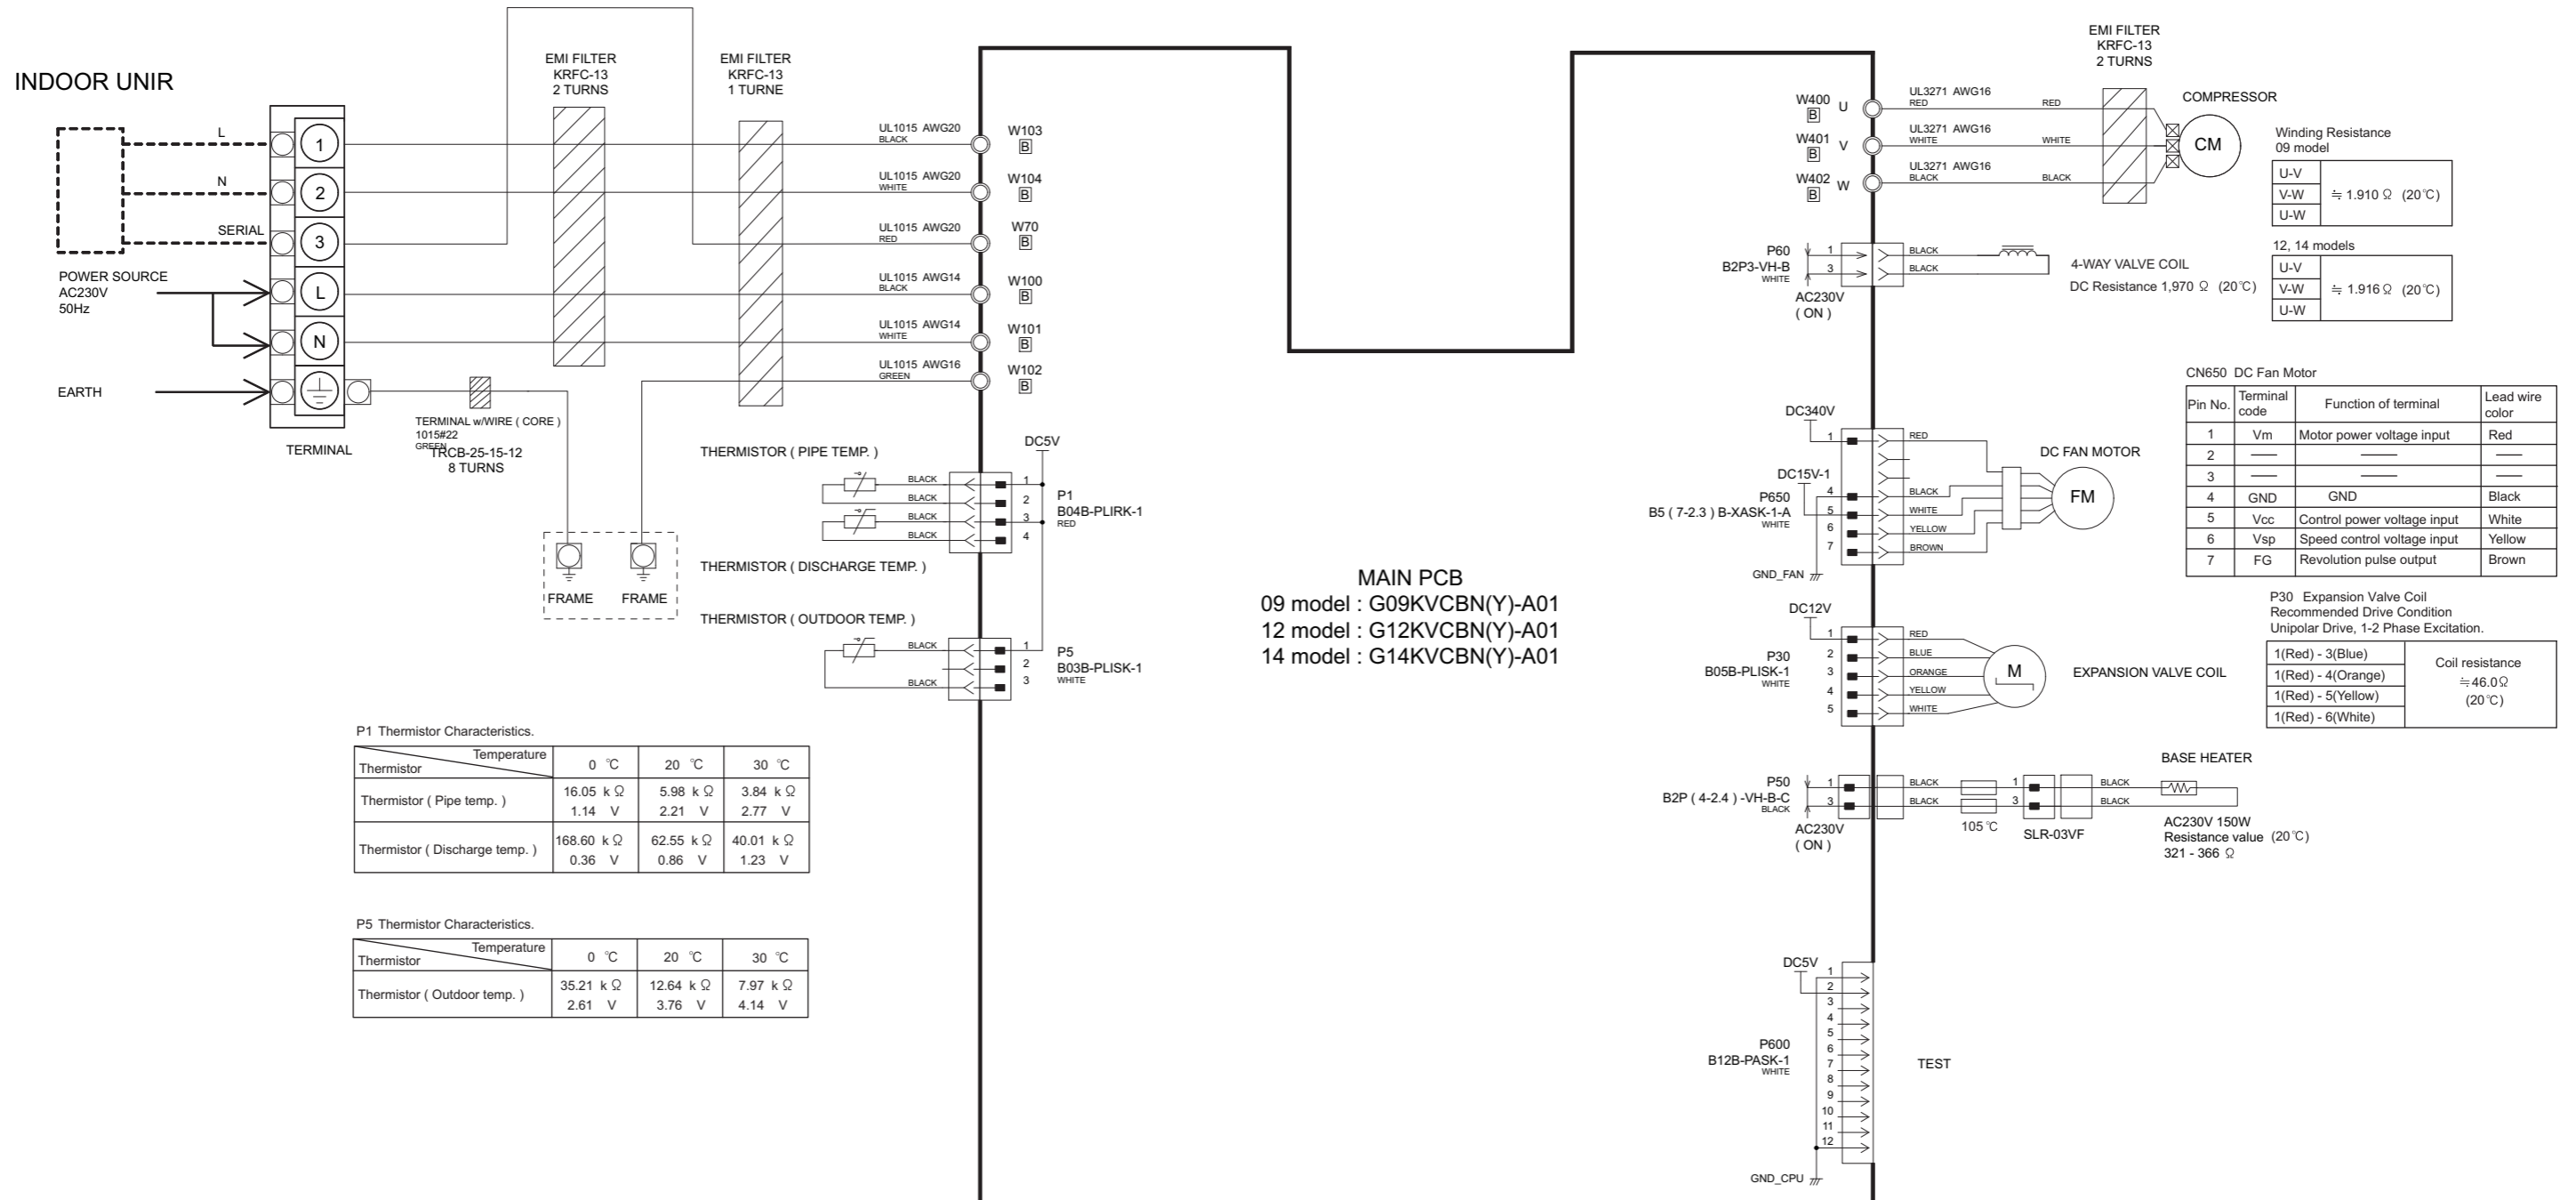 INDOOR UNIR
L
N
SERIAL
POWER SOURCE
AC230V
50Hz
EARTH
1
2
3
L
N
TERMINAL
EMI FILTER
KRFC-13
2 TURNS
EMI FILTER
KRFC-13
1 TURNE
TERMINAL w/WIRE ( CORE )
1015#22
GREEN
TRCB-25-15-12
8 TURNS
FRAME
FRAME
UL1015 AWG20
BLACK
W103
B
UL1015 AWG20
WHITE
W104
B
UL1015 AWG20
RED
W70
B
UL1015 AWG14
BLACK
W100
B
UL1015 AWG14
WHITE
W101
B
UL1015 AWG16
GREEN
W102
B
THERMISTOR ( PIPE TEMP. )
DC5V
BLACK
BLACK
BLACK
BLACK
1
2
3
4
P1
B04B-PLIRK-1
RED
THERMISTOR ( DISCHARGE TEMP. )
THERMISTOR ( OUTDOOR TEMP. )
BLACK
BLACK
1
2
3
P5
B03B-PLISK-1
WHITE
P1 Thermistor Characteristics.
Temperature
Thermistor
0 ℃
20 ℃
30 ℃
Thermistor ( Pipe temp. )
16.05 k Ω
1.14 V
5.98 k Ω
2.21 V
3.84 k Ω
2.77 V
Thermistor ( Discharge temp. )
168.60 k Ω
0.36 V
62.55 k Ω
0.86 V
40.01 k Ω
1.23 V
P5 Thermistor Characteristics.
Temperature
Thermistor
0 ℃
20 ℃
30 ℃
Thermistor ( Outdoor temp. )
35.21 k Ω
2.61 V
12.64 k Ω
3.76 V
7.97 k Ω
4.14 V
MAIN PCB
09 model : G09KVCBN(Y)-A01
12 model : G12KVCBN(Y)-A01
14 model : G14KVCBN(Y)-A01
EMI FILTER
KRFC-13
2 TURNS
W400
B
U
UL3271 AWG16
RED
RED
W401
B
V
UL3271 AWG16
WHITE
WHITE
W402
B
W
UL3271 AWG16
BLACK
BLACK
COMPRESSOR
CM
Winding Resistance
09 model
U-V
V-W
U-W
≒ 1.910 Ω (20℃)
12, 14 models
U-V
V-W
U-W
≒ 1.916 Ω (20℃)
P60
B2P3-VH-B
WHITE
1
3
AC230V
( ON )
BLACK
BLACK
4-WAY VALVE COIL
DC Resistance 1,970 Ω (20℃)
DC340V
DC15V-1
P650
B5 ( 7-2.3 ) B-XASK-1-A
WHITE
GND_FAN
1
4
5
6
7
RED
BLACK
WHITE
YELLOW
BROWN
DC FAN MOTOR
FM
CN650 DC Fan Motor
Pin No.
Terminal
code
Function of terminal
Lead wire
color
1 Vm Motor power voltage input Red
2 — — —
3 — — —
4 GND GND Black
5 Vcc Control power voltage input White
6 Vsp Speed control voltage input Yellow
7 FG Revolution pulse output Brown
DC12V
P30
B05B-PLISK-1
WHITE
1
2
3
4
5
RED
BLUE
ORANGE
YELLOW
WHITE
M
EXPANSION VALVE COIL
P30 Expansion Valve Coil
Recommended Drive Condition
Unipolar Drive, 1-2 Phase Excitation.
1(Red) - 3(Blue)
1(Red) - 4(Orange)
1(Red) - 5(Yellow)
1(Red) - 6(White)
Coil resistance
≒46.0Ω
(20℃)
P50
B2P ( 4-2.4 ) -VH-B-C
BLACK
1
3
AC230V
( ON )
BLACK
BLACK
105 ℃
1
3
SLR-03VF
BLACK
BLACK
BASE HEATER
AC230V 150W
Resistance value (20℃)
321 - 366 Ω
DC5V
P600
B12B-PASK-1
WHITE
1
2
3
4
5
6
7
8
9
10
11
12
GND_CPU
TEST